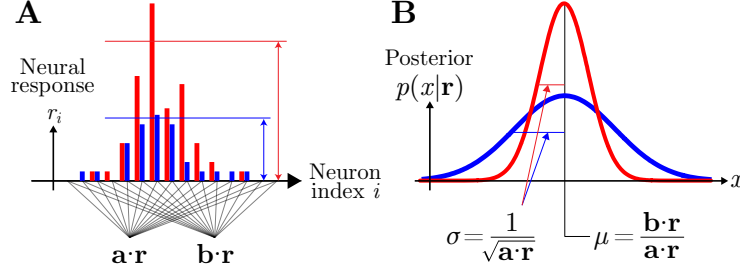 A
Neural
response
r_i
Neuron
index i
a·r
b·r
B
Posterior
p(x|r)
x
σ = 1/√a·r
μ = b·r/a·r